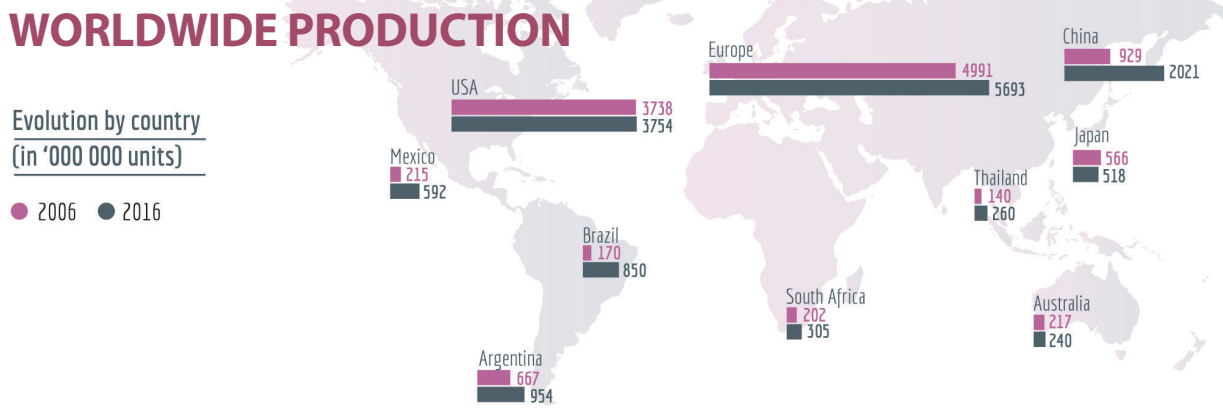 WORLDWIDE PRODUCTION
Evolution by country
(in ‘000 000 units)
2006 2016
USA
3738
3754
Mexico
215
592
Brazil
170
850
Argentina
667
954
Europe
4991
5693
South Africa
202
305
China
929
2021
Japan
566
518
Thailand
140
260
Australia
217
240